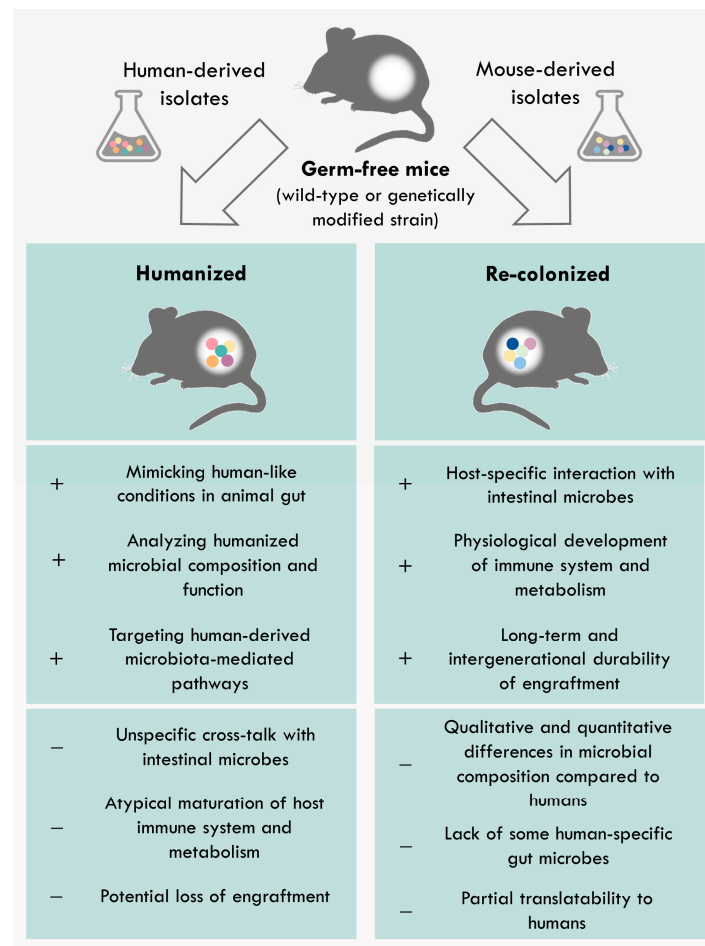 Human-derived
isolates
Mouse-derived
isolates
Germ-free mice
(wild-type or genetically
modified strain)
Humanized
Re-colonized
+ Mimicking human-like
conditions in animal gut
+ Analyzing humanized
microbial composition and
function
+ Targeting human-derived
microbiota-mediated
pathways
+ Host-specific interaction with
intestinal microbes
+ Physiological development
of immune system and
metabolism
+ Long-term and
intergenerational durability
of engraftment
– Unspecific cross-talk with
intestinal microbes
– Atypical maturation of host
immune system and
metabolism
– Potential loss of engraftment
– Qualitative and quantitative
differences in microbial
composition compared to
humans
– Lack of some human-specific
gut microbes
– Partial translatability to
humans